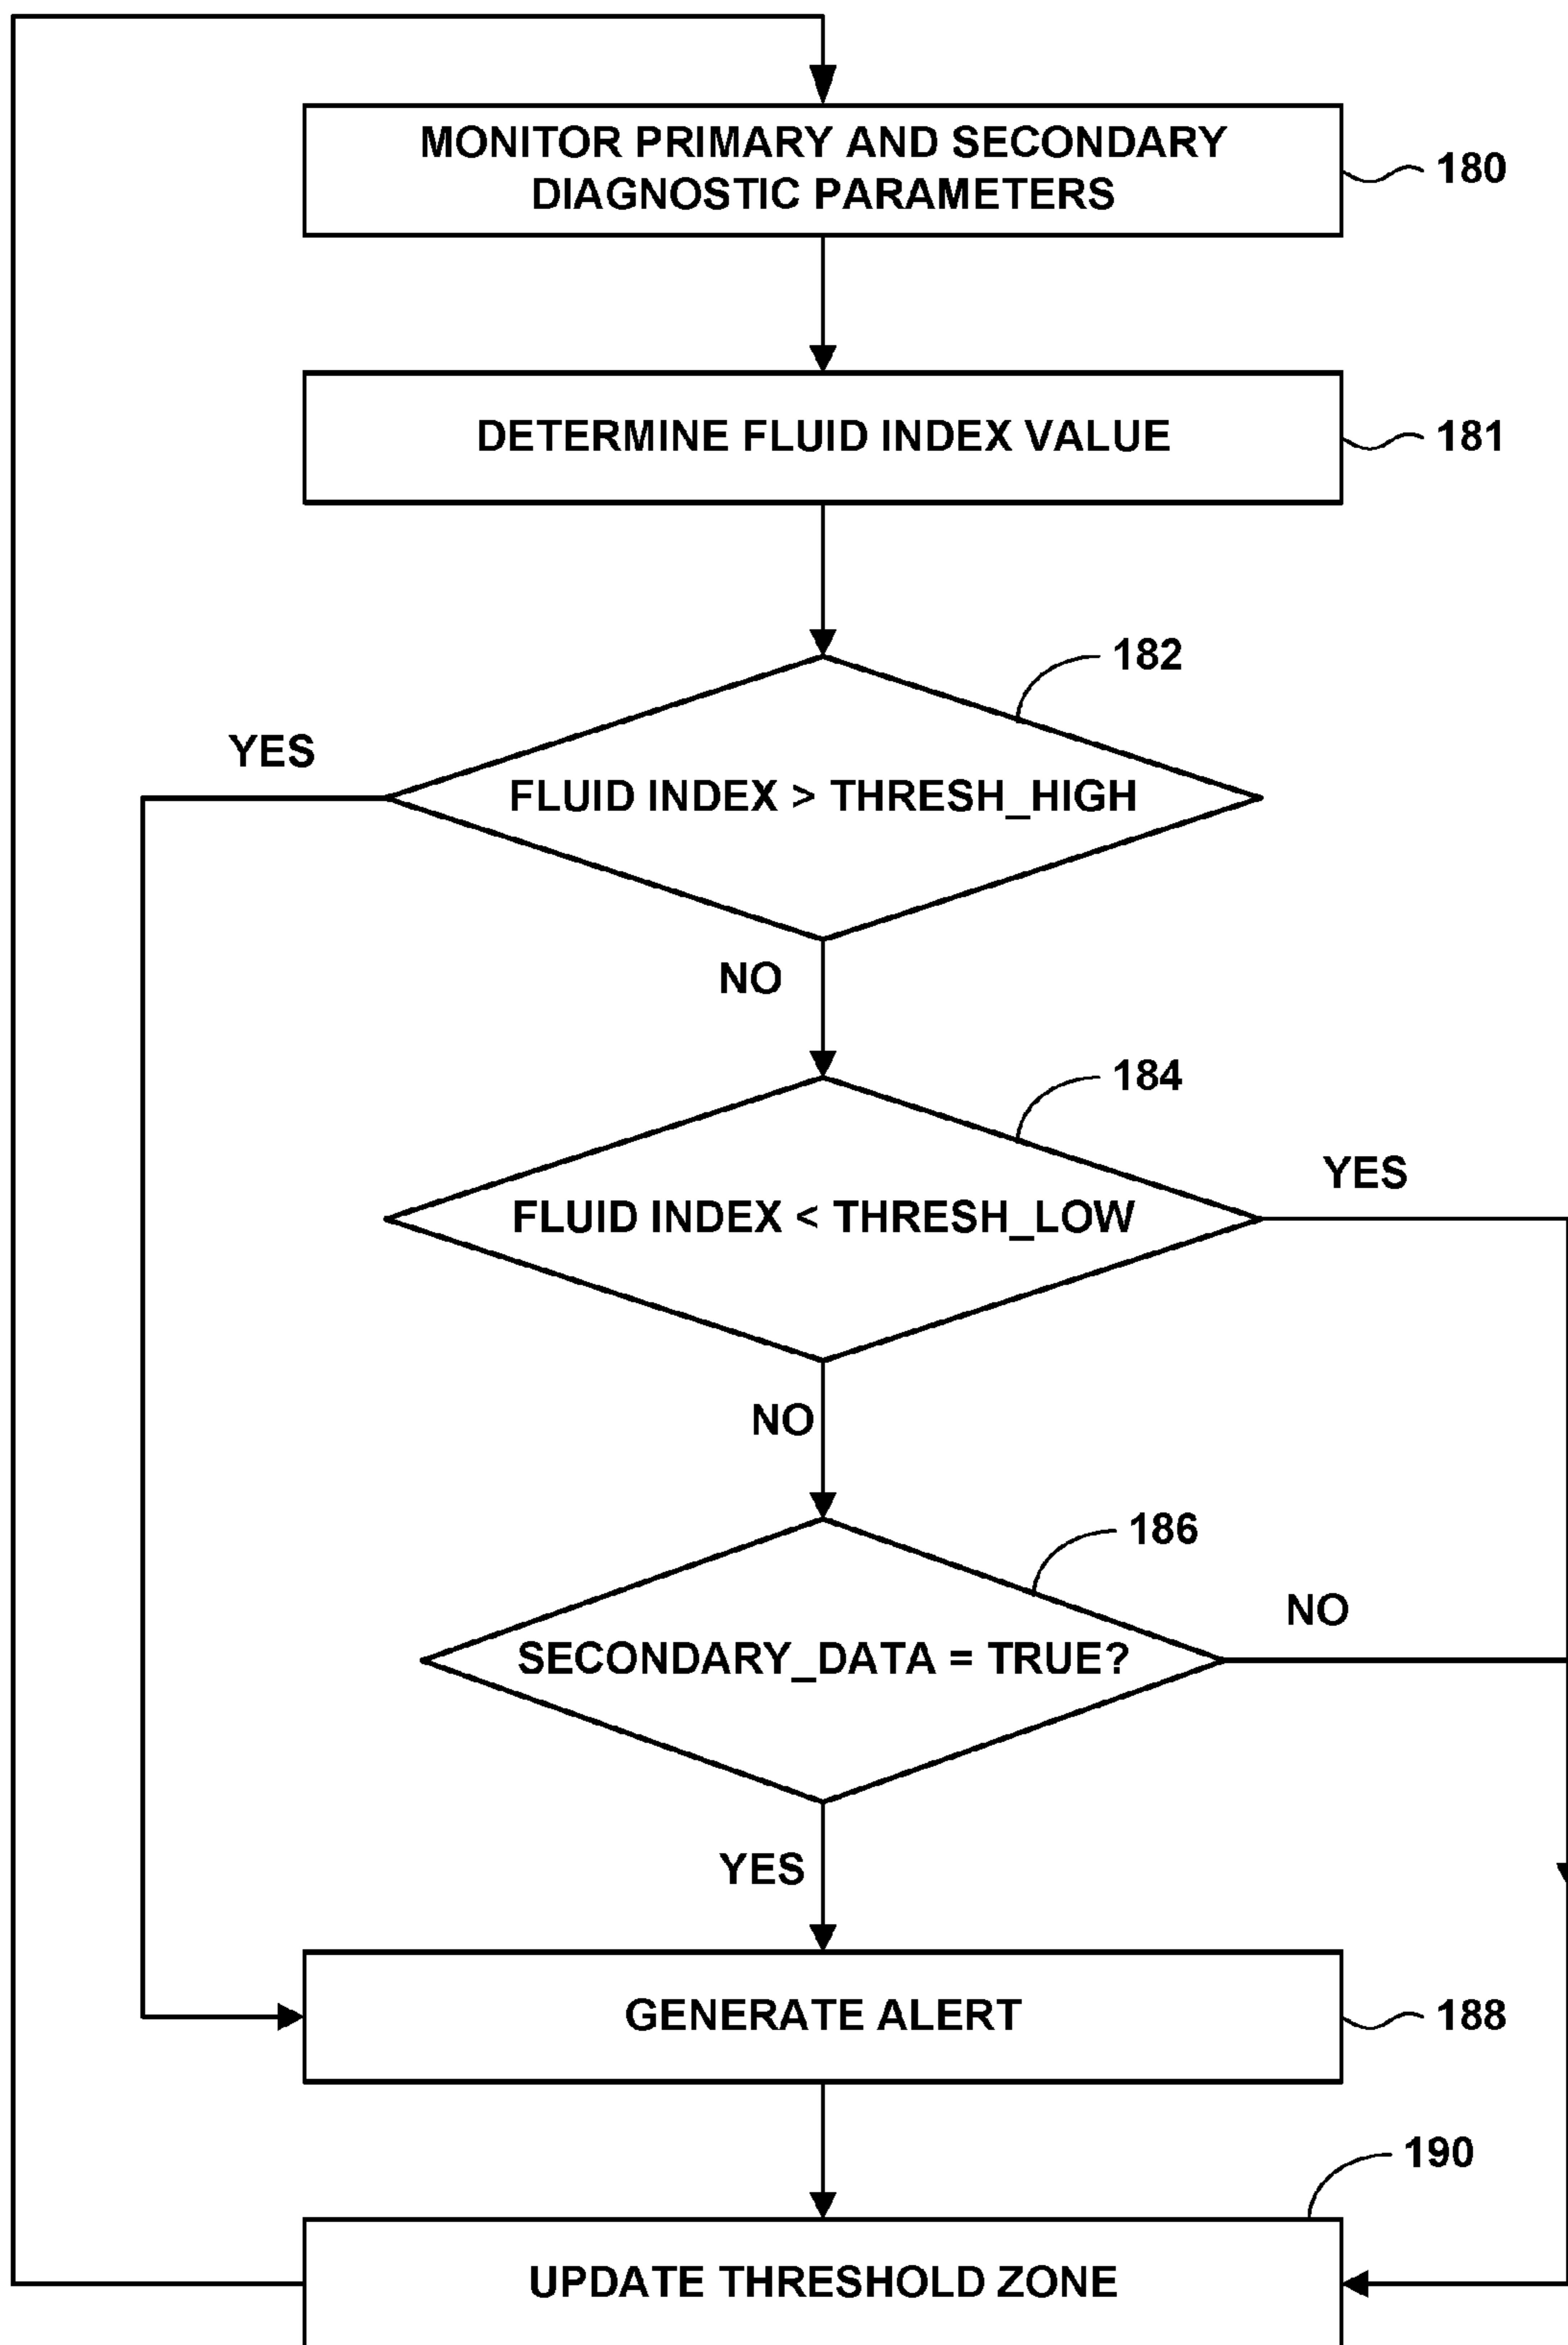 MONITOR PRIMARY AND SECONDARY
DIAGNOSTIC PARAMETERS
180
DETERMINE FLUID INDEX VALUE
181
182
YES
FLUID INDEX > THRESH_HIGH
NO
184
YES
FLUID INDEX < THRESH_LOW
NO
186
NO
SECONDARY_DATA = TRUE?
YES
GENERATE ALERT
188
190
UPDATE THRESHOLD ZONE